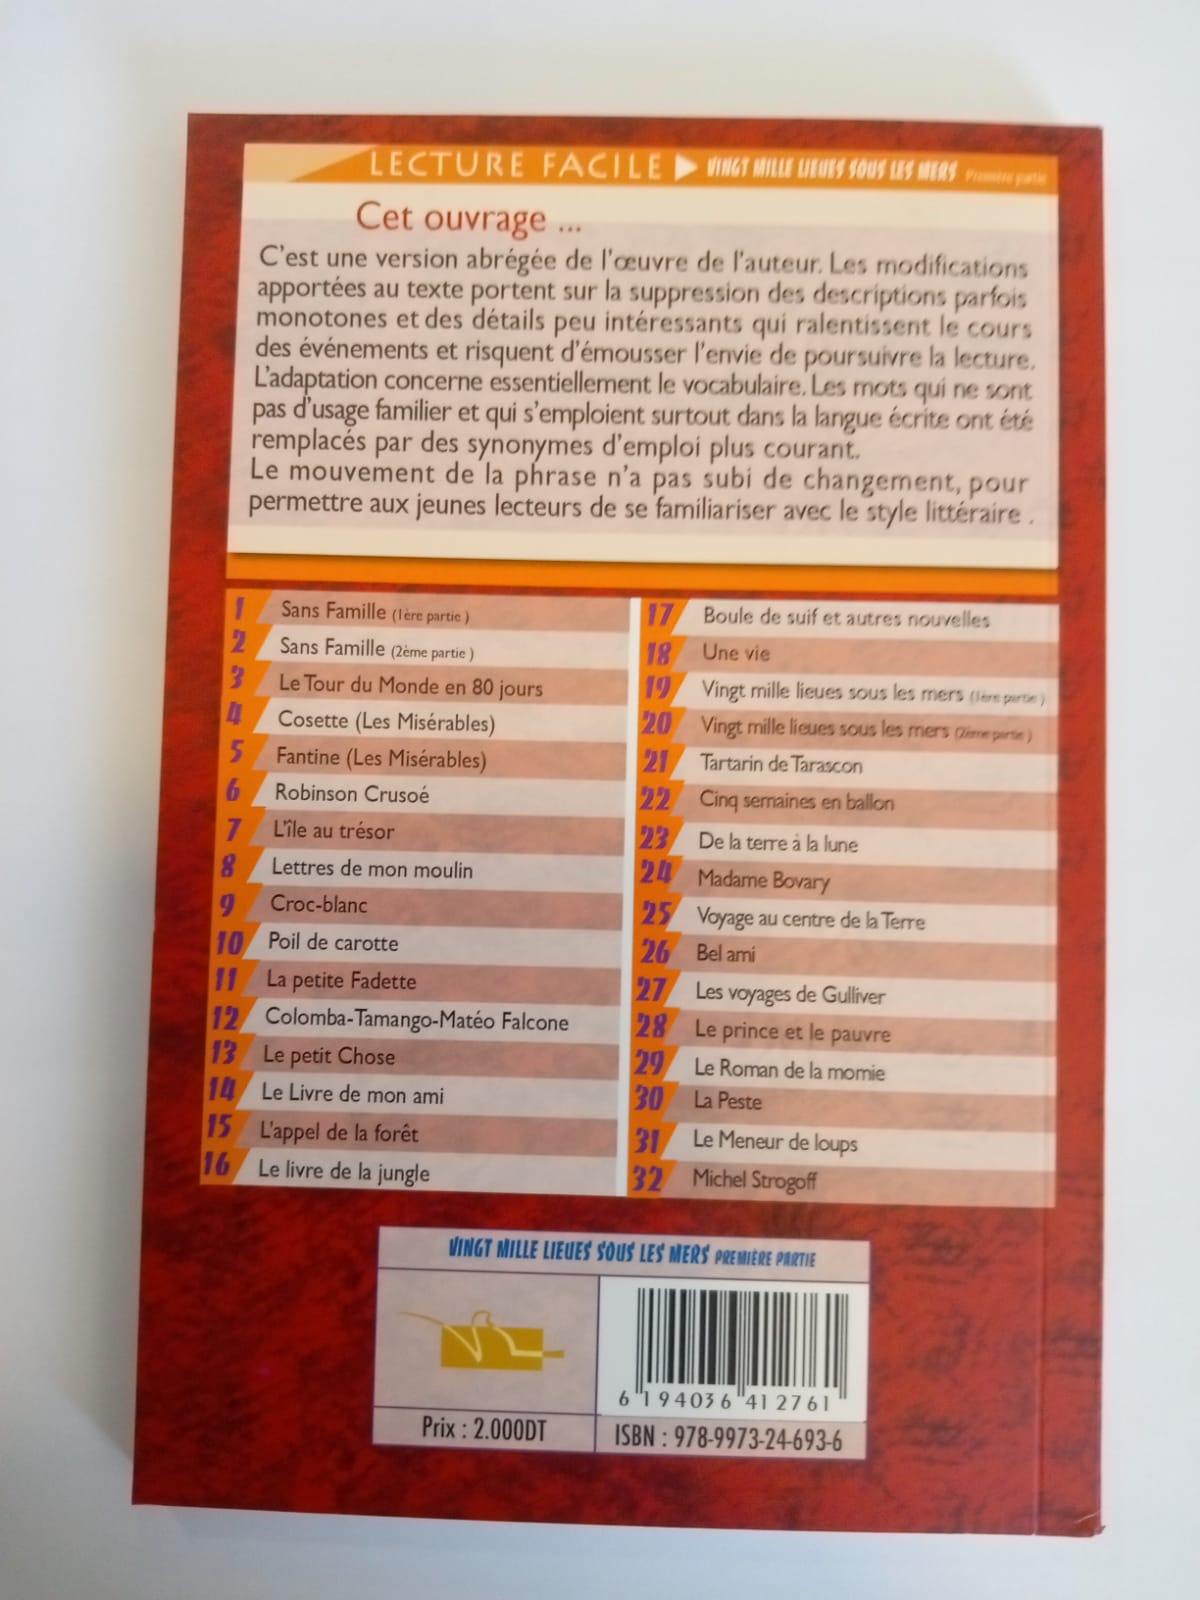 LECTURE FACILE VINGT MILLE LIEUES SOUS LES MERS Première partie
Cet ouvrage ...
C'est une version abrégée de l'œuvre de l'auteur. Les modifications
apportées au texte portent sur la suppression des descriptions parfois
monotones et des détails peu intéressants qui ralentissent le cours
des événements et risquent d'émousser l'envie de poursuivre la lecture.
L'adaptation concerne essentiellement le vocabulaire. Les mots qui ne sont
pas d'usage familier et qui s'emploient surtout dans la langue écrite ont été
remplacés par des synonymes d'emploi plus courant.
Le mouvement de la phrase n'a pas subi de changement, pour
permettre aux jeunes lecteurs de se familiariser avec le style littéraire .
1 Sans Famille (1ère partie )
2 Sans Famille (2ème partie )
3 Le Tour du Monde en 80 jours
4 Cosette (Les Misérables)
5 Fantine (Les Misérables)
6 Robinson Crusoé
7 L'île au trésor
8 Lettres de mon moulin
9 Croc-blanc
10 Poil de carotte
11 La petite Fadette
12 Colomba-Tamango-Matéo Falcone
13 Le petit Chose
14 Le Livre de mon ami
15 L'appel de la forêt
16 Le livre de la jungle
17 Boule de suif et autres nouvelles
18 Une vie
19 Vingt mille lieues sous les mers (1ère partie )
20 Vingt mille lieues sous les mers (2ème partie )
21 Tartarin de Tarascon
22 Cinq semaines en ballon
23 De la terre à la lune
24 Madame Bovary
25 Voyage au centre de la Terre
26 Bel ami
27 Les voyages de Gulliver
28 Le prince et le pauvre
29 Le Roman de la momie
30 La Peste
31 Le Meneur de loups
32 Michel Strogoff
VINGT MILLE LIEUES SOUS LES MERS PREMIÈRE PARTIE
6 194036 412761
Prix : 2.000DT
ISBN : 978-9973-24-693-6